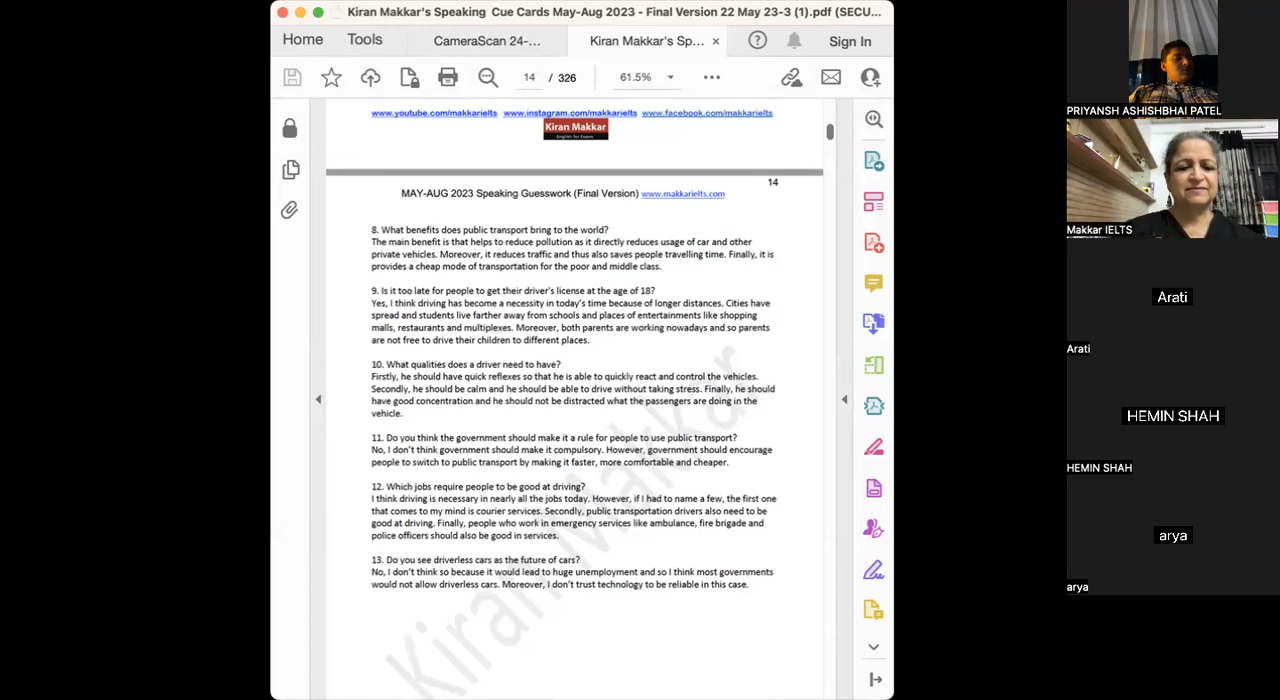 Kiran Makkar's Speaking Cue Cards May-Aug 2023 - Final Version 22 May 23-3 (1).pdf (SECU...
Home Tools CameraScan 24-... Kiran Makkar's Sp... × Sign In
14 / 326 61.5%
www.youtube.com/makkarielts www.instagram.com/makkarielts www.facebook.com/makkarielts
Kiran Makkar
English for Exams
14
MAY-AUG 2023 Speaking Guesswork (Final Version) www.makkarielts.com
8. What benefits does public transport bring to the world?
The main benefit is that helps to reduce pollution as it directly reduces usage of car and other
private vehicles. Moreover, it reduces traffic and thus also saves people travelling time. Finally, it is
provides a cheap mode of transportation for the poor and middle class.
9. Is it too late for people to get their driver's license at the age of 18?
Yes, I think driving has become a necessity in today's time because of longer distances. Cities have
spread and students live farther away from schools and places of entertainments like shopping
malls, restaurants and multiplexes. Moreover, both parents are working nowadays and so parents
are not free to drive their children to different places.
10. What qualities does a driver need to have?
Firstly, he should have quick reflexes so that he is able to quickly react and control the vehicles.
Secondly, he should be calm and he should be able to drive without taking stress. Finally, he should
have good concentration and he should not be distracted what the passengers are doing in the
vehicle.
11. Do you think the government should make it a rule for people to use public transport?
No, I don't think government should make it compulsory. However, government should encourage
people to switch to public transport by making it faster, more comfortable and cheaper.
12. Which jobs require people to be good at driving?
I think driving is necessary in nearly all the jobs today. However, if I had to name a few, the first one
that comes to my mind is courier services. Secondly, public transportation drivers also need to be
good at driving. Finally, people who work in emergency services like ambulance, fire brigade and
police officers should also be good in services.
13. Do you see driverless cars as the future of cars?
No, I don't think so because it would lead to huge unemployment and so I think most governments
would not allow driverless cars. Moreover, I don't trust technology to be reliable in this case.
Kiran Makkar
PRIYANSH ASHISHBHAI PATEL
Makkar IELTS
Arati
Arati
HEMIN SHAH
HEMIN SHAH
arya
arya